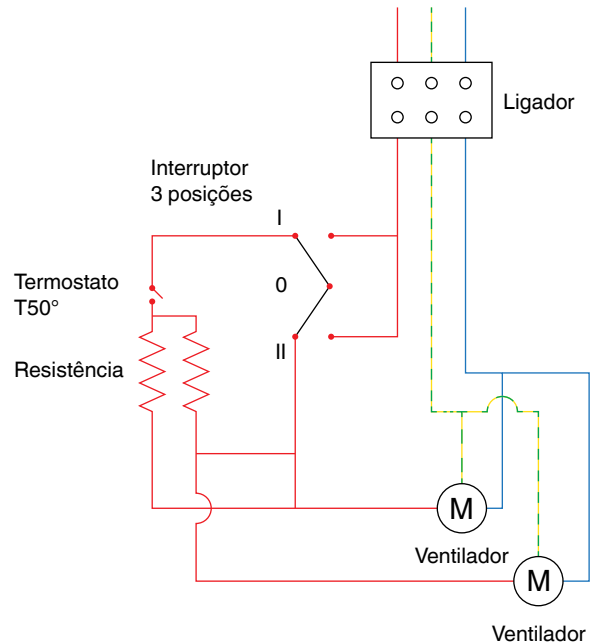 Ligador
Interruptor
3 posições
I
0
II
Termostato
T50°
Resistência
M
Ventilador
M
Ventilador